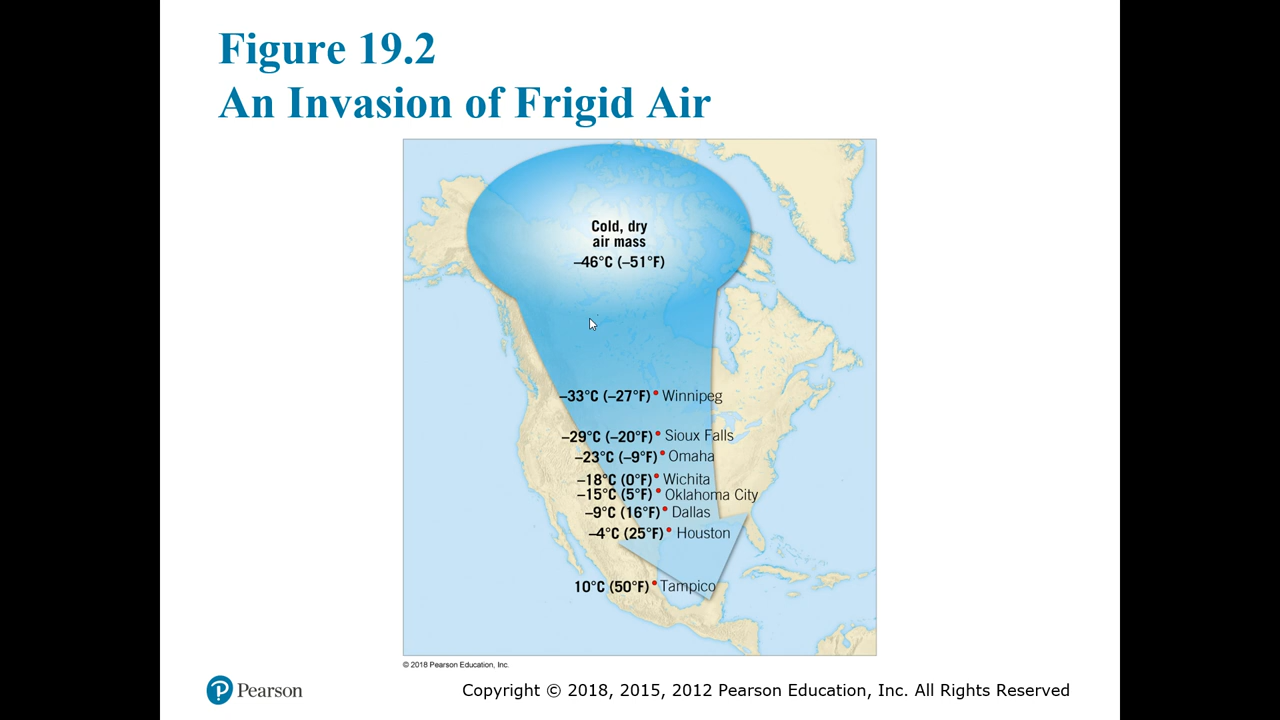 Figure 19.2
An Invasion of Frigid Air
Cold, dry
air mass
–46°C (–51°F)
–33°C (–27°F) Winnipeg
–29°C (–20°F) Sioux Falls
–23°C (–9°F) Omaha
–18°C (0°F) Wichita
–15°C (5°F) Oklahoma City
–9°C (16°F) Dallas
–4°C (25°F) Houston
10°C (50°F) Tampico
© 2018 Pearson Education, Inc.
P Pearson
Copyright © 2018, 2015, 2012 Pearson Education, Inc. All Rights Reserved